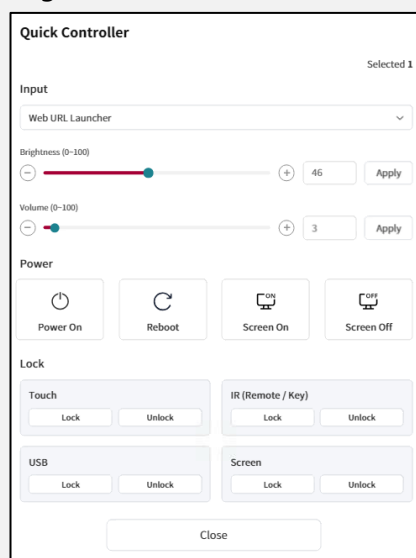 Quick Controller
Selected 1
Input
Web URL Launcher
Brightness (0~100)
46 Apply
Volume (0~100)
3 Apply
Power
ON OFF
Power On Reboot Screen On Screen Off
Lock
Touch IR (Remote / Key)
Lock Unlock Lock Unlock
USB Screen
Lock Unlock Lock Unlock
Close